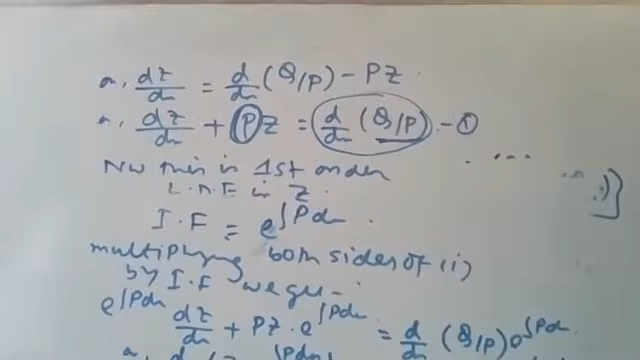 or, dz/dx = d/dx (Q/P) - PZ.
or, dz/dx + PZ = d/dx (Q/P) - ①
Now this is 1st order
L.D.E in Z.
I.F = e^∫Pdx.
multiplying both sides of (i)
by I.F we get -
e^∫Pdx dz/dx + PZ.e^∫Pdx = d/dx (Q/P) e^∫Pdx.